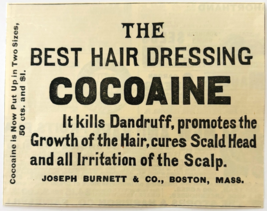 THE
BEST HAIR DRESSING
COCOAINE
It kills Dandruff, promotes the
Growth of the Hair, cures Scald Head
and all Irritation of the Scalp.
JOSEPH BURNETT & CO., BOSTON, MASS.
Cocoaine is Now Put Up in Two Sizes,
50 cts. and $1.